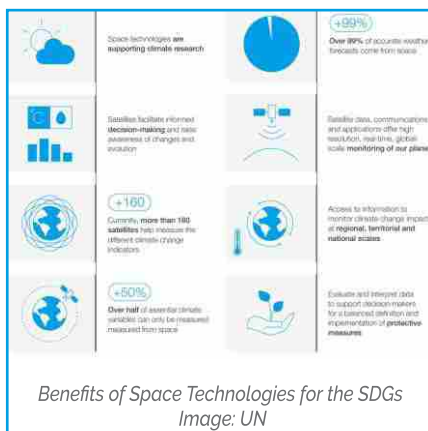 Space technologies are
supporting climate research
+99%
Over 99% of accurate weather
forecasts come from space
Satellites facilitate informed
decision-making and raise
awareness of changes and
evolution
Satellite data, communications
and applications offer high
resolution, real-time, global
scale monitoring of our plane
+160
Currently, more than 160
satellites help measure the
different climate change
indicators
Access to information to
monitor climate change impact
at regional, territorial and
national scales
+50%
Over half of essential climate
variables can only be measured
measured from space
Evaluate and interpret data
to support decision makers
for a balanced definition and
implementation of protective
measures
Benefits of Space Technologies for the SDGs
Image: UN